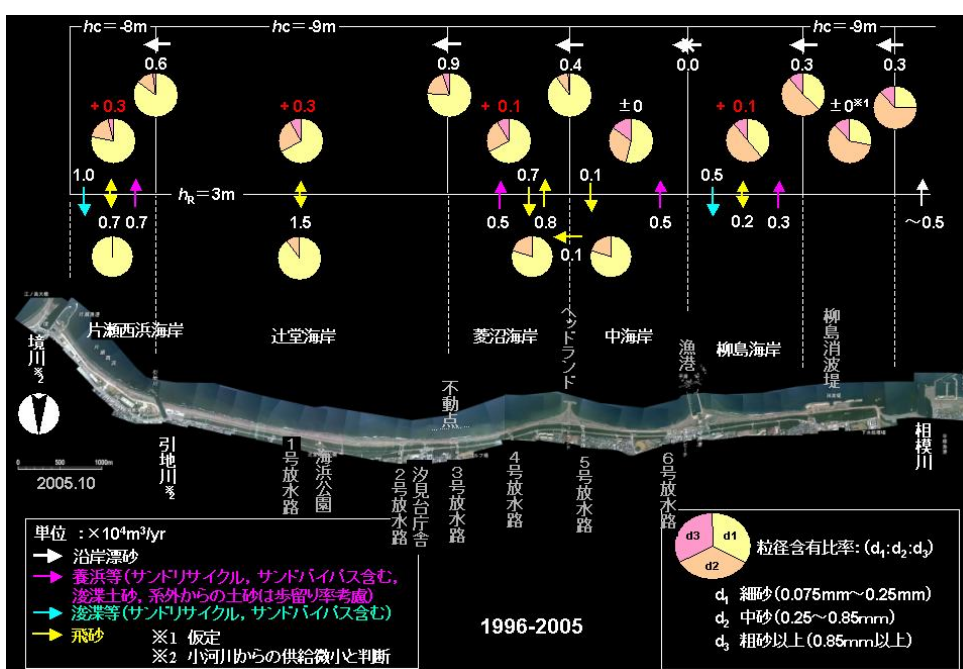 hc=-8m
hc=-9m
hc=-9m
0.6
0.9
0.4
0.0
0.3
0.3
+0.3
+0.3
+0.1
±0
+0.1
±0※1
1.0
0.7
0.1
0.5
hR=3m
0.7
0.7
1.5
0.5
0.8
0.5
0.2
0.3
～0.5
0.1
片瀬西浜海岸
辻堂海岸
菱沼海岸
ヘッドランド
中海岸
漁港
柳島海岸
柳島消波堤
境川※2
不動点
相模川
引地川※2
1号放水路
海浜公園
2号放水路
汐見台庁舎
3号放水路
4号放水路
5号放水路
6号放水路
0 500 1000m
2005.10
単位 :×10⁴m³/yr
沿岸漂砂
養浜等(サンドリサイクル,サンドバイパス含む,
浚渫土砂,系外からの土砂は歩留り率考慮)
浚渫等(サンドリサイクル,サンドバイパス含む)
飛砂 ※1 仮定
※2 小河川からの供給微小と判断
1996-2005
d3
d1
d2
粒径含有比率:(d₁:d₂:d₃)
d₁ 細砂(0.075mm～0.25mm)
d₂ 中砂(0.25～0.85mm)
d₃ 粗砂以上(0.85mm以上)